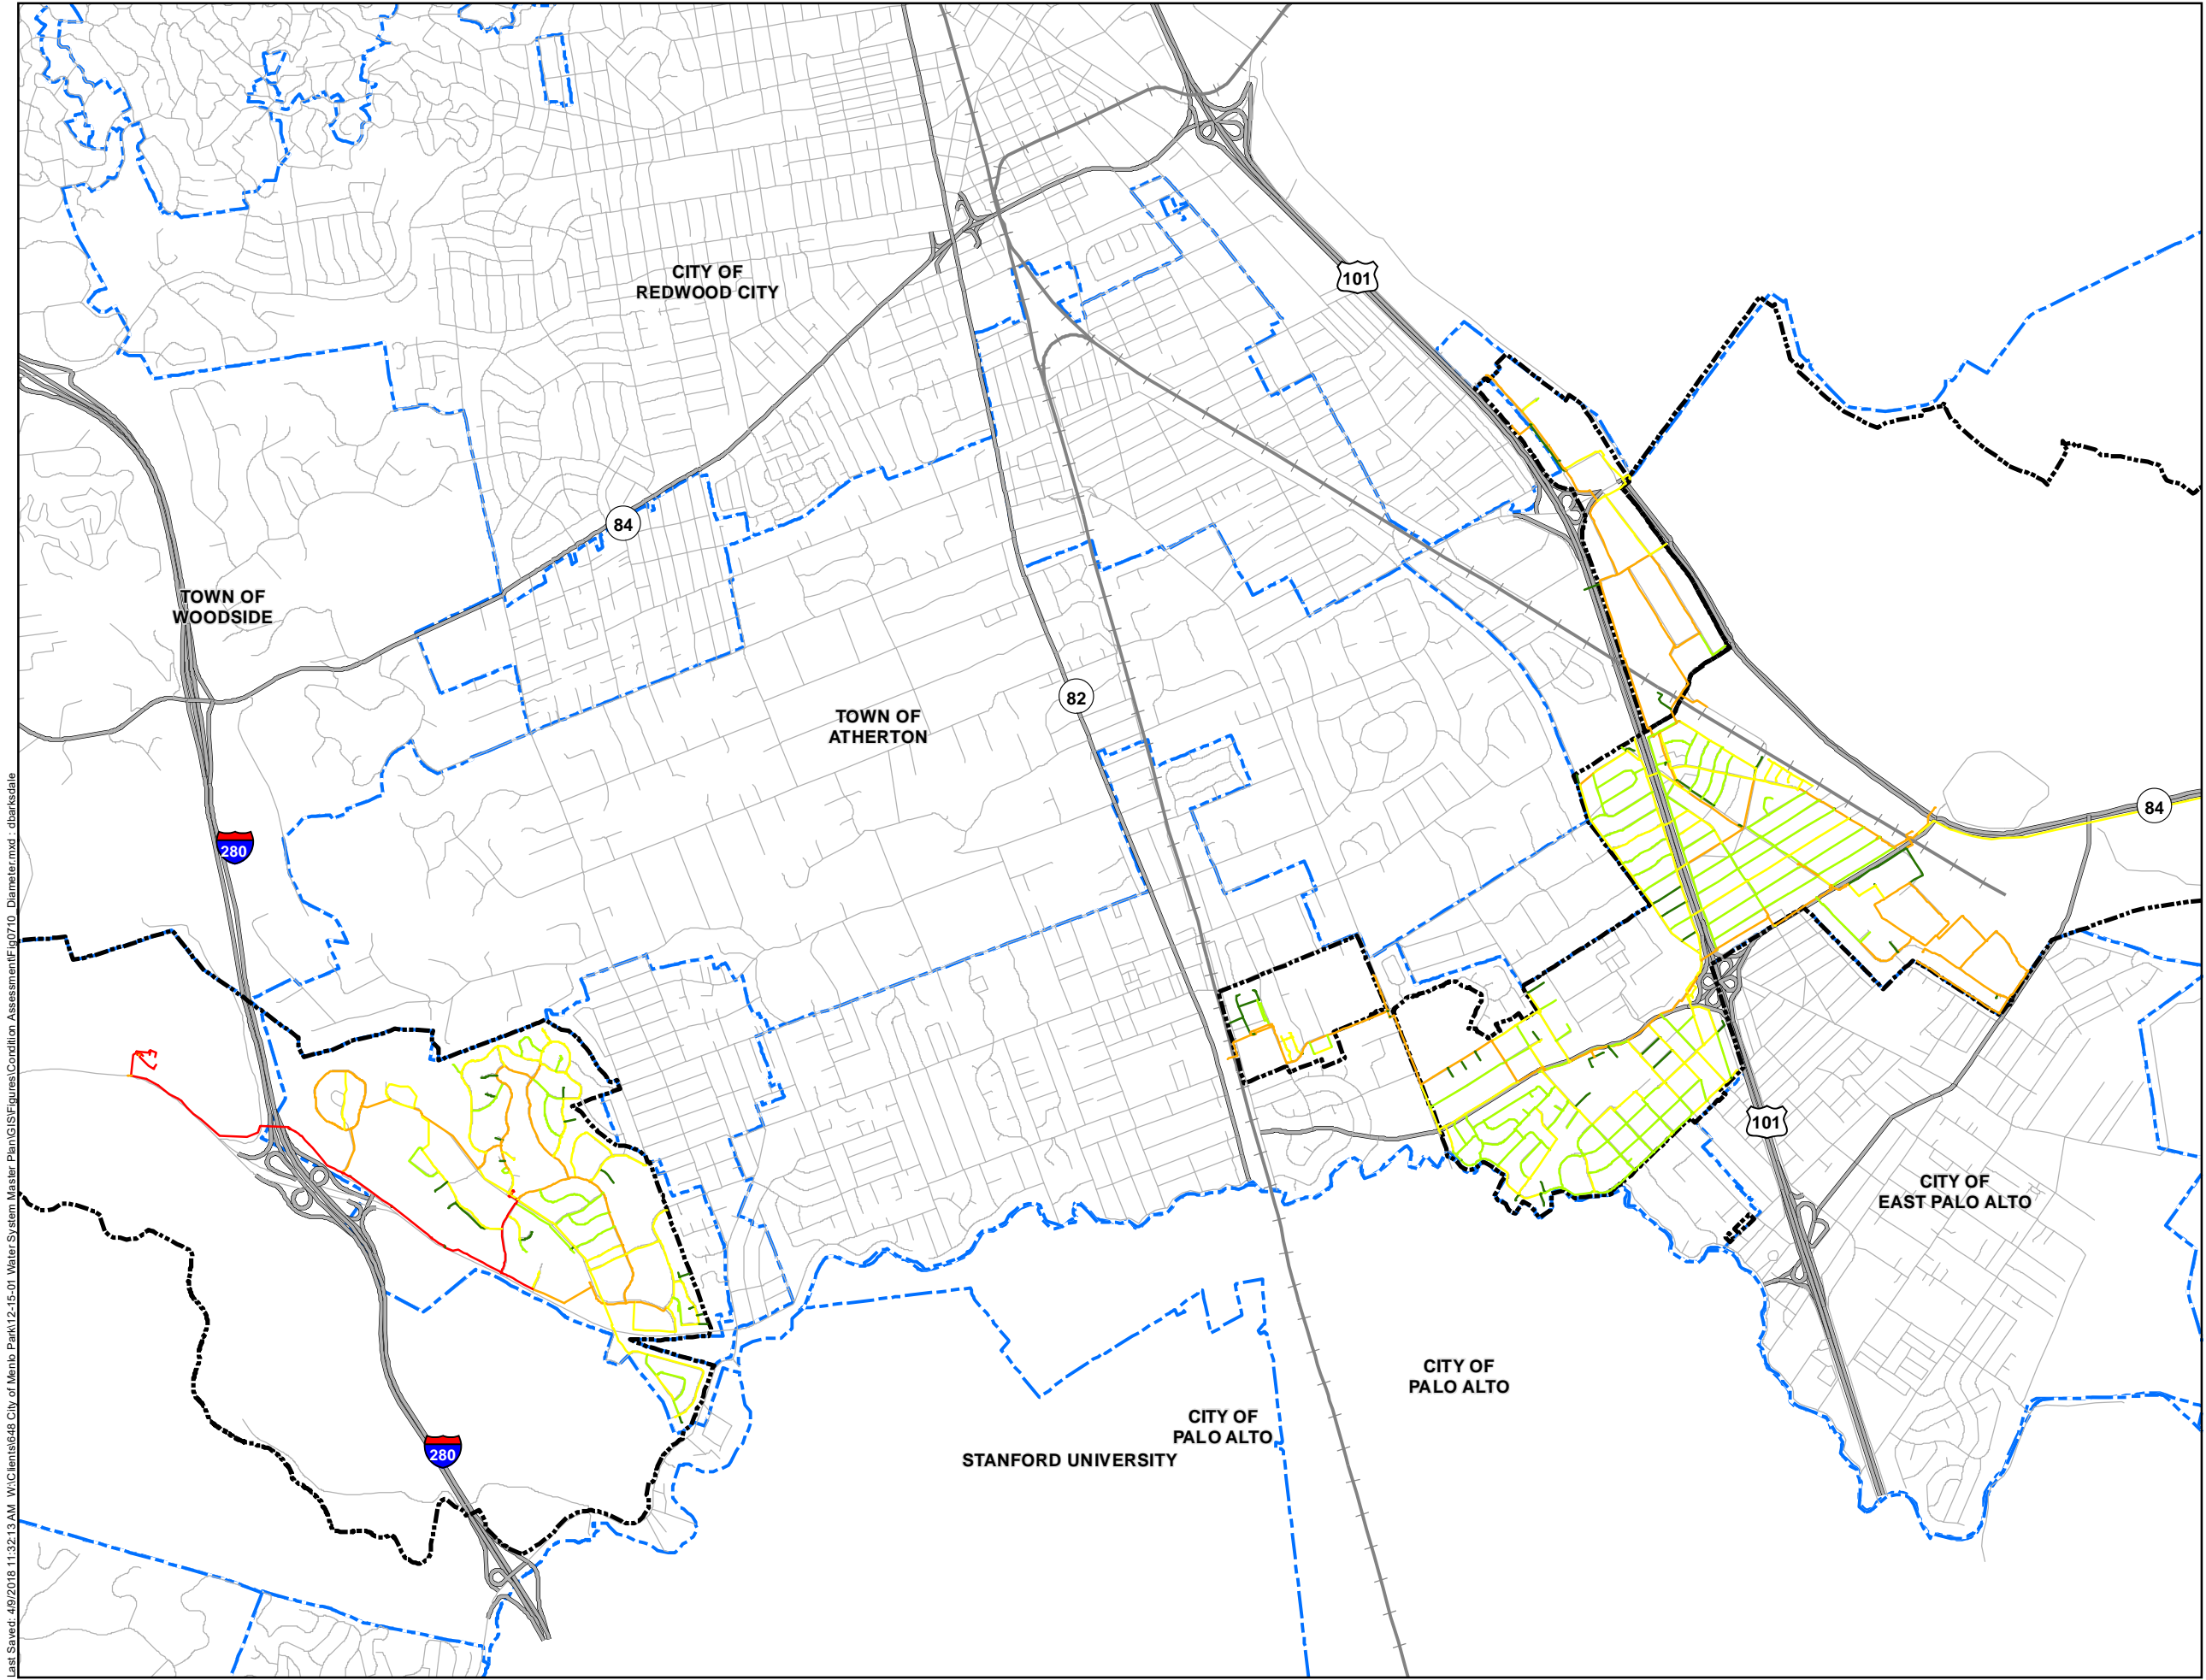 CITY OF
REDWOOD CITY
101
84
TOWN OF
WOODSIDE
82
TOWN OF
ATHERTON
84
280
101
CITY OF
EAST PALO ALTO
CITY OF
PALO ALTO
CITY OF
PALO ALTO
STANFORD UNIVERSITY
280
Last Saved: 4/9/2018 11:32:13 AM W:\Clients\648 City of Menlo Park\12-15-01 Water System Master Plan\GIS\Figures\Condition Assessment\Fig0710_Diameter.mxd : dbarksdale